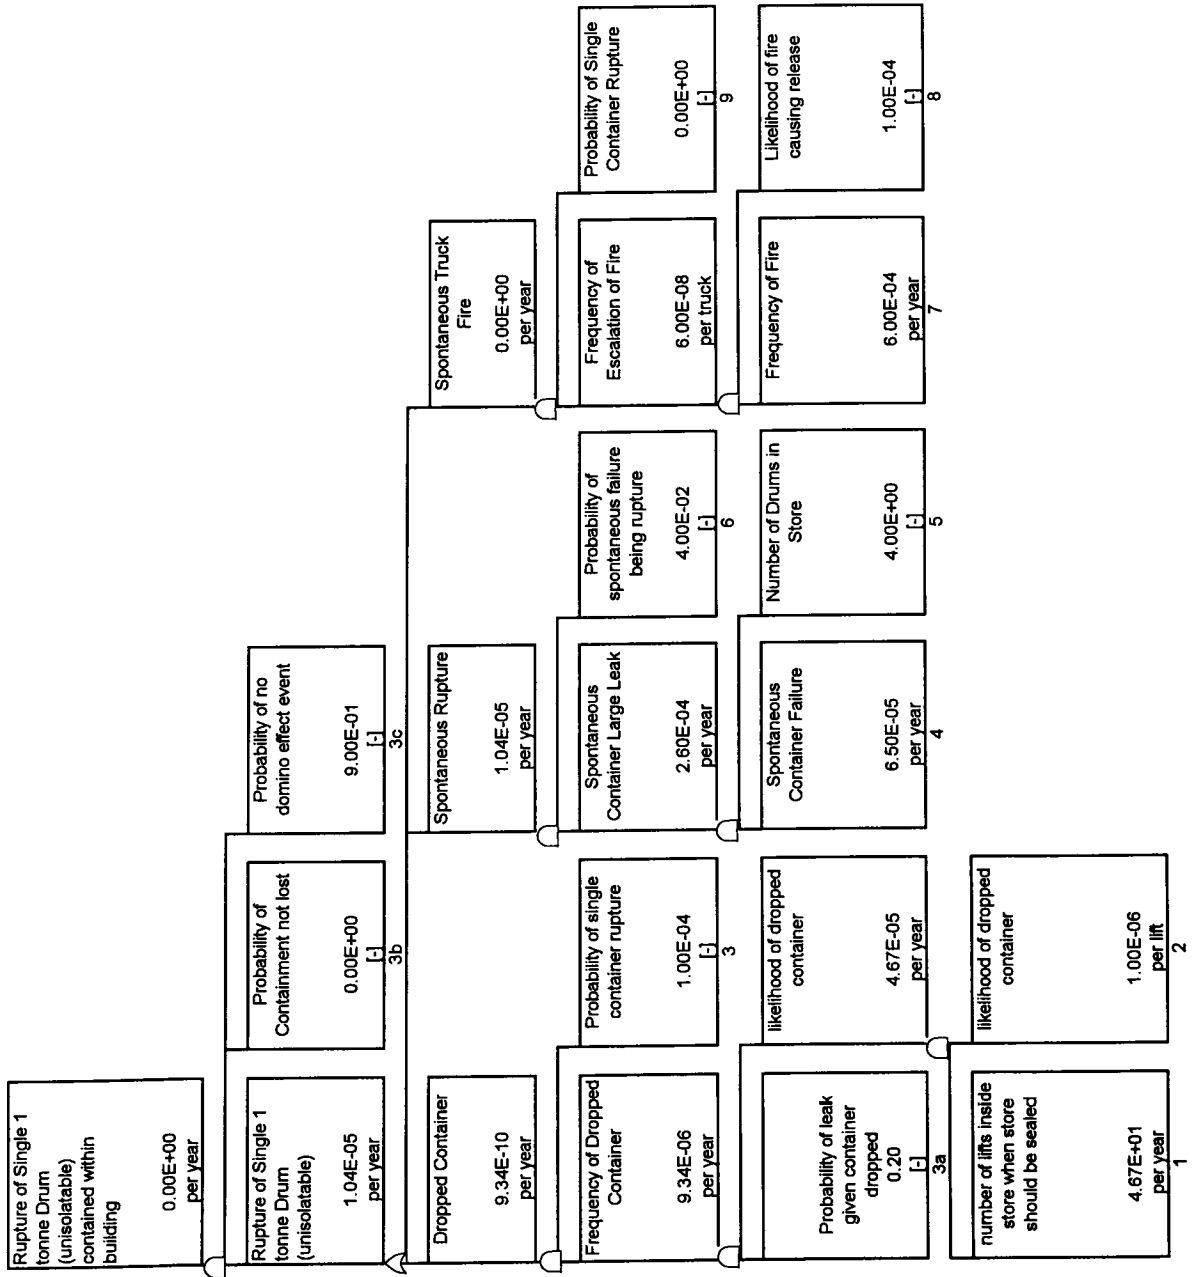 Rupture of Single 1
tonne Drum
(unisolatable)
contained within
building
0.00E+00
per year
Rupture of Single 1
tonne Drum
(unisolatable)
1.04E-05
per year
Probability of
Containment not lost
0.00E+00
[-]
3b
Probability of no
domino effect event
9.00E-01
[-]
3c
Dropped Container
9.34E-10
per year
Spontaneous Rupture
1.04E-05
per year
Spontaneous Truck
Fire
0.00E+00
per year
Frequency of Dropped
Container
9.34E-06
per year
Probability of single
container rupture
1.00E-04
[-]
3
Spontaneous
Container Large Leak
2.60E-04
per year
Probability of
spontaneous failure
being rupture
4.00E-02
[-]
6
Frequency of
Escalation of Fire
6.00E-08
per truck
Probability of Single
Container Rupture
0.00E+00
[-]
9
Probability of leak
given container
dropped
0.20
[-]
3a
likelihood of dropped
container
4.67E-05
per year
Spontaneous
Container Failure
6.50E-05
per year
4
Number of Drums in
Store
4.00E+00
[-]
5
Frequency of Fire
6.00E-04
per year
7
Likelihood of fire
causing release
1.00E-04
[-]
8
number of lifts inside
store when store
should be sealed
4.67E+01
per year
1
likelihood of dropped
container
1.00E-06
per lift
2